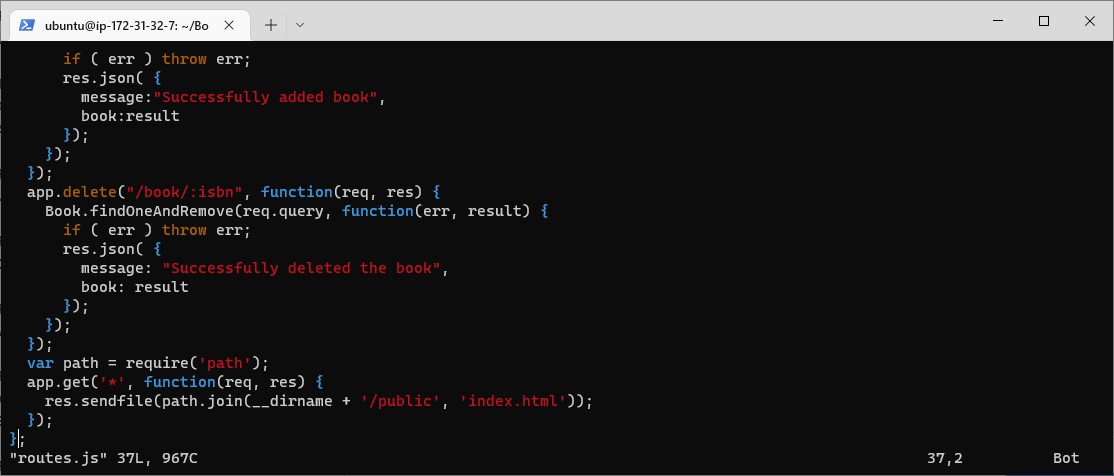 ubuntu@ip-172-31-32-7: ~/Bo
      if ( err ) throw err;
      res.json( {
        message:"Successfully added book",
        book:result
      });
    });
  });
  app.delete("/book/:isbn", function(req, res) {
    Book.findOneAndRemove(req.query, function(err, result) {
      if ( err ) throw err;
      res.json( {
        message: "Successfully deleted the book",
        book: result
      });
    });
  });
  var path = require('path');
  app.get('*', function(req, res) {
    res.sendfile(path.join(__dirname + '/public', 'index.html'));
  });
};
"routes.js" 37L, 967C 37,2 Bot